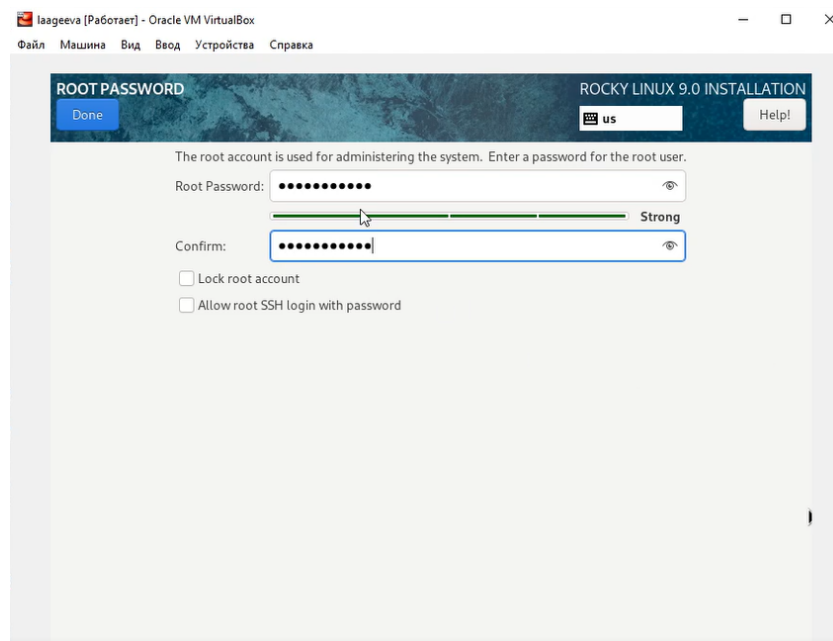 laageeva [Работает] - Oracle VM VirtualBox
Файл Машина Вид Ввод Устройства Справка
ROOT PASSWORD
ROCKY LINUX 9.0 INSTALLATION
Done
us
Help!
The root account is used for administering the system. Enter a password for the root user.
Root Password: ●●●●●●●●●●●
Strong
Confirm: ●●●●●●●●●●●
Lock root account
Allow root SSH login with password